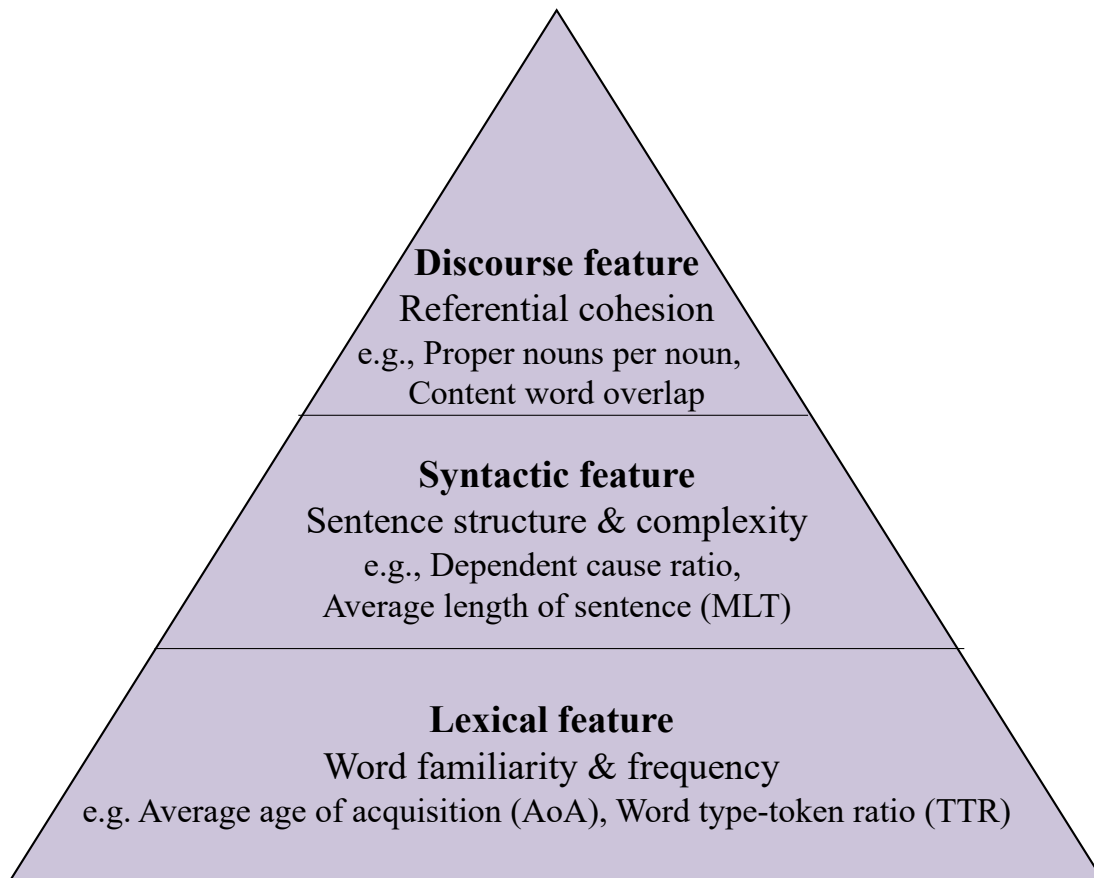 Discourse feature
Referential cohesion
e.g., Proper nouns per noun,
Content word overlap
Syntactic feature
Sentence structure & complexity
e.g., Dependent cause ratio,
Average length of sentence (MLT)
Lexical feature
Word familiarity & frequency
e.g. Average age of acquisition (AoA), Word type-token ratio (TTR)